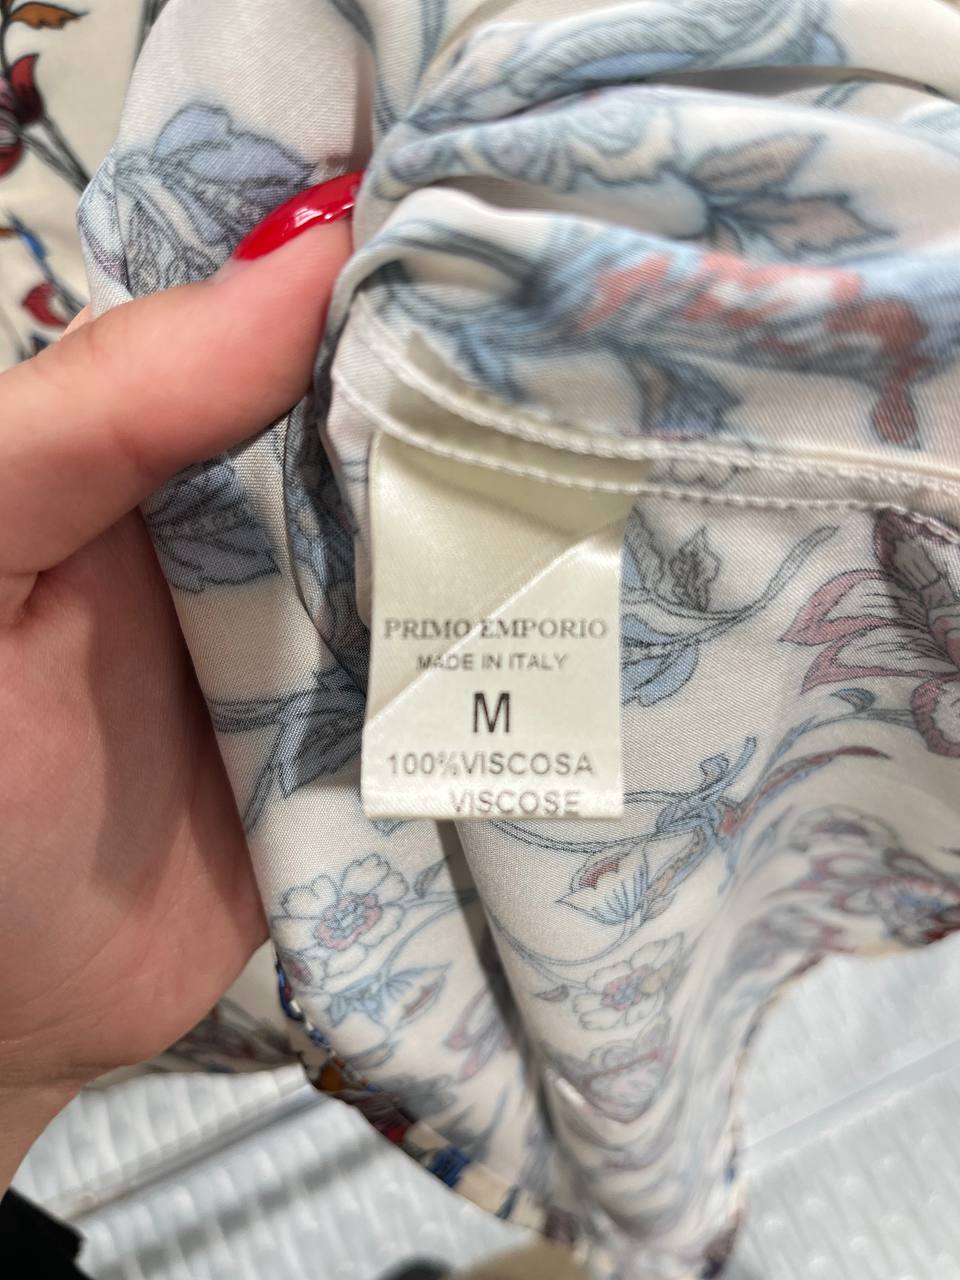 PRIMO EMPORIO
MADE IN ITALY
M
100%VISCOSA
VISCOSE